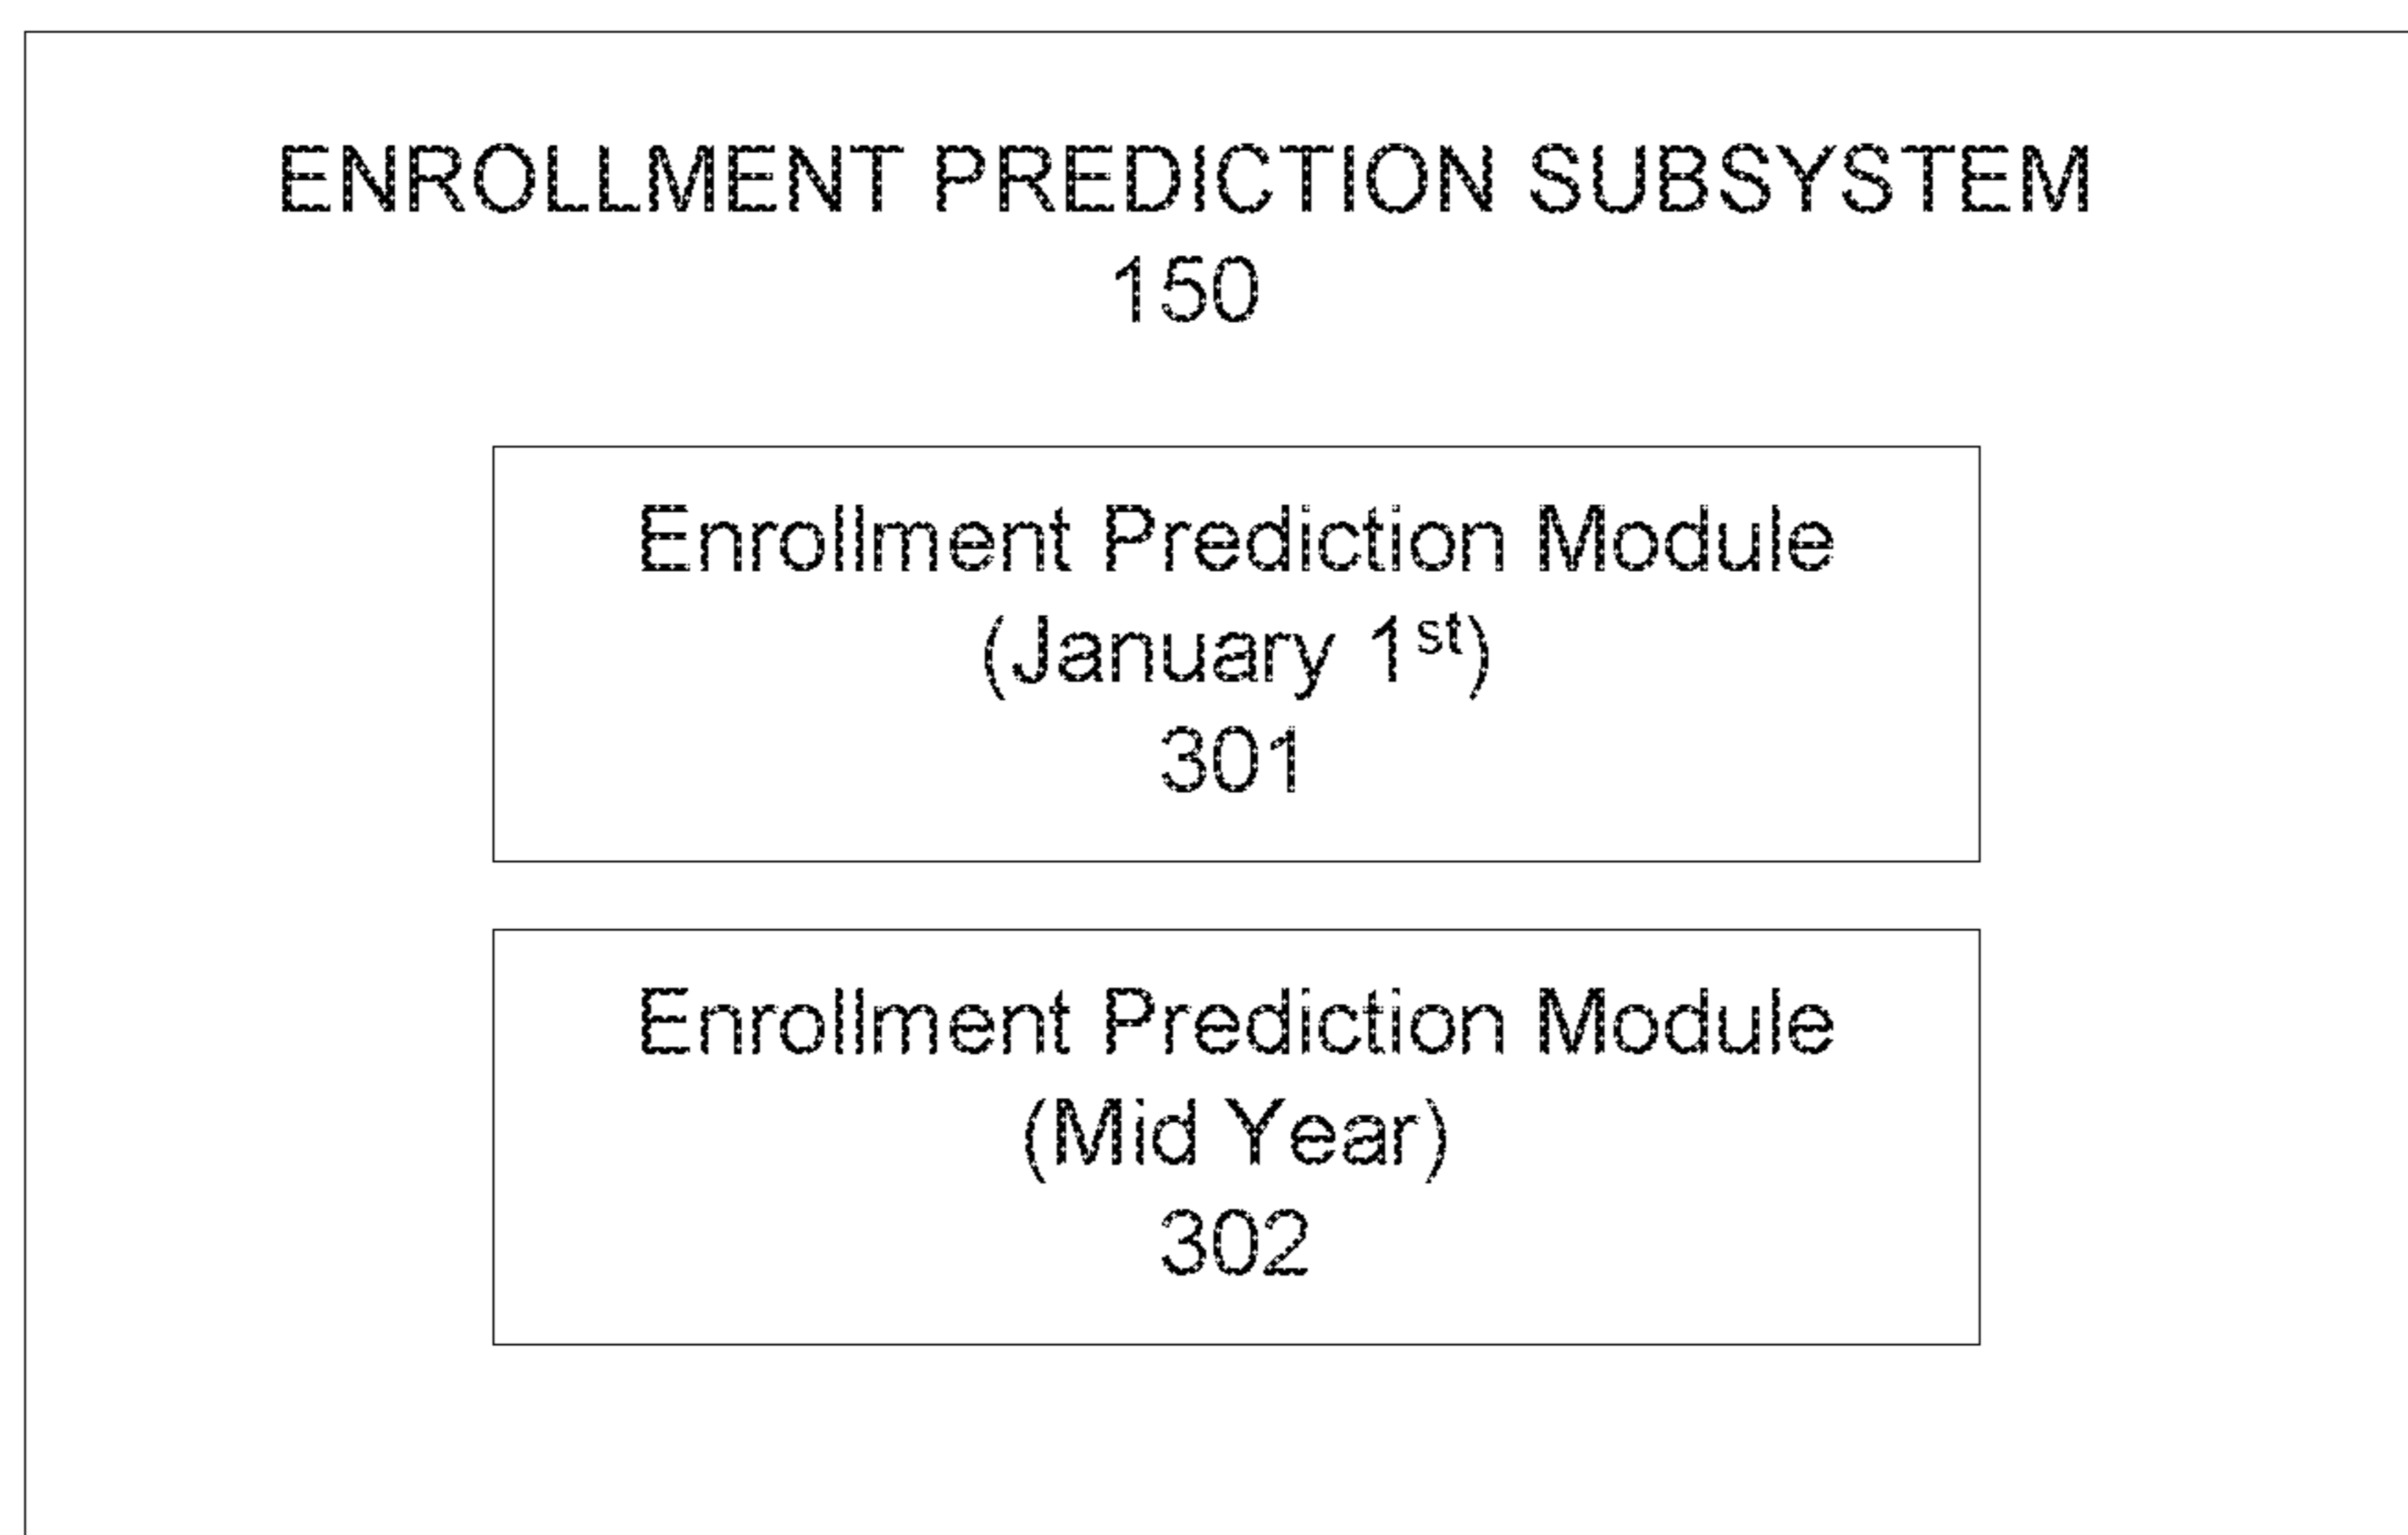 ENROLLMENT PREDICTION SUBSYSTEM
150
Enrollment Prediction Module
(January 1st)
301
Enrollment Prediction Module
(Mid Year)
302